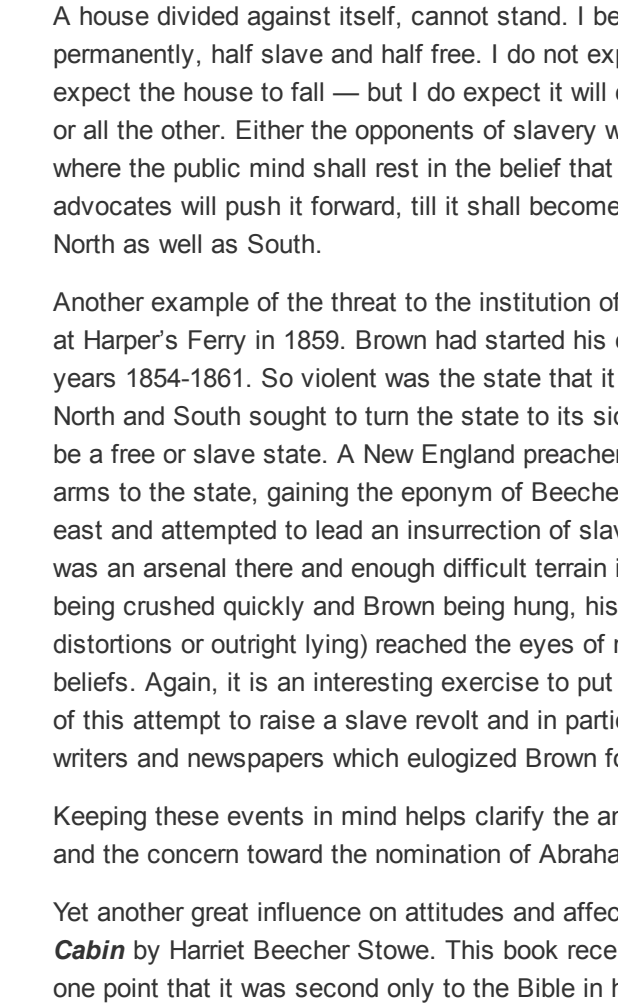 A house divided against itself, cannot stand. I be
permanently, half slave and half free. I do not ex
expect the house to fall — but I do expect it will
or all the other. Either the opponents of slavery w
where the public mind shall rest in the belief that
advocates will push it forward, till it shall become
North as well as South.
Another example of the threat to the institution of
at Harper's Ferry in 1859. Brown had started his
years 1854-1861. So violent was the state that it
North and South sought to turn the state to its si
be a free or slave state. A New England preacher
arms to the state, gaining the eponym of Beeche
east and attempted to lead an insurrection of sla
was an arsenal there and enough difficult terrain i
being crushed quickly and Brown being hung, his
distortions or outright lying) reached the eyes of
beliefs. Again, it is an interesting exercise to put
of this attempt to raise a slave revolt and in parti
writers and newspapers which eulogized Brown fo
Keeping these events in mind helps clarify the a
and the concern toward the nomination of Abraha
Yet another great influence on attitudes and affec
Cabin by Harriet Beecher Stowe. This book rece
one point that it was second only to the Bible in